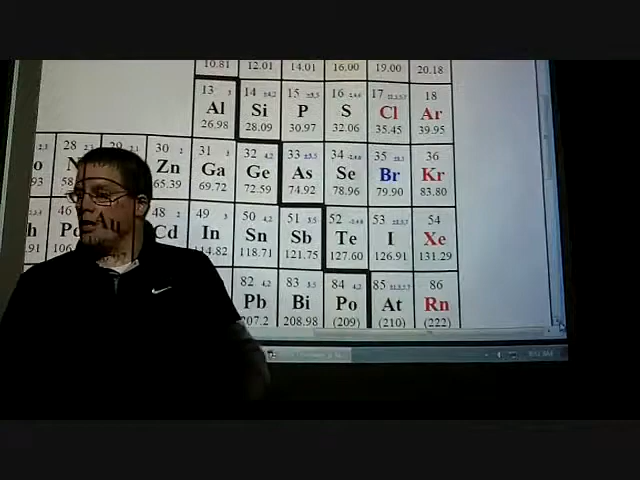 10.81 12.01 14.01 16.00 19.00 20.18
13 14 15 16 17 18
Al Si P S Cl Ar
26.98 28.09 30.97 32.06 35.45 39.95
28 29 30 31 32 33 34 35 36
Zn Ga Ge As Se Br Kr
.93 65.39 69.72 72.59 74.92 78.96 79.90 83.80
46 48 49 50 51 52 53 54
Cd In Sn Sb Te I Xe
.91 114.82 118.71 121.75 127.60 126.91 131.29
Au
82 83 84 85 86
Pb Bi Po At Rn
207.2 208.98 (209) (210) (222)